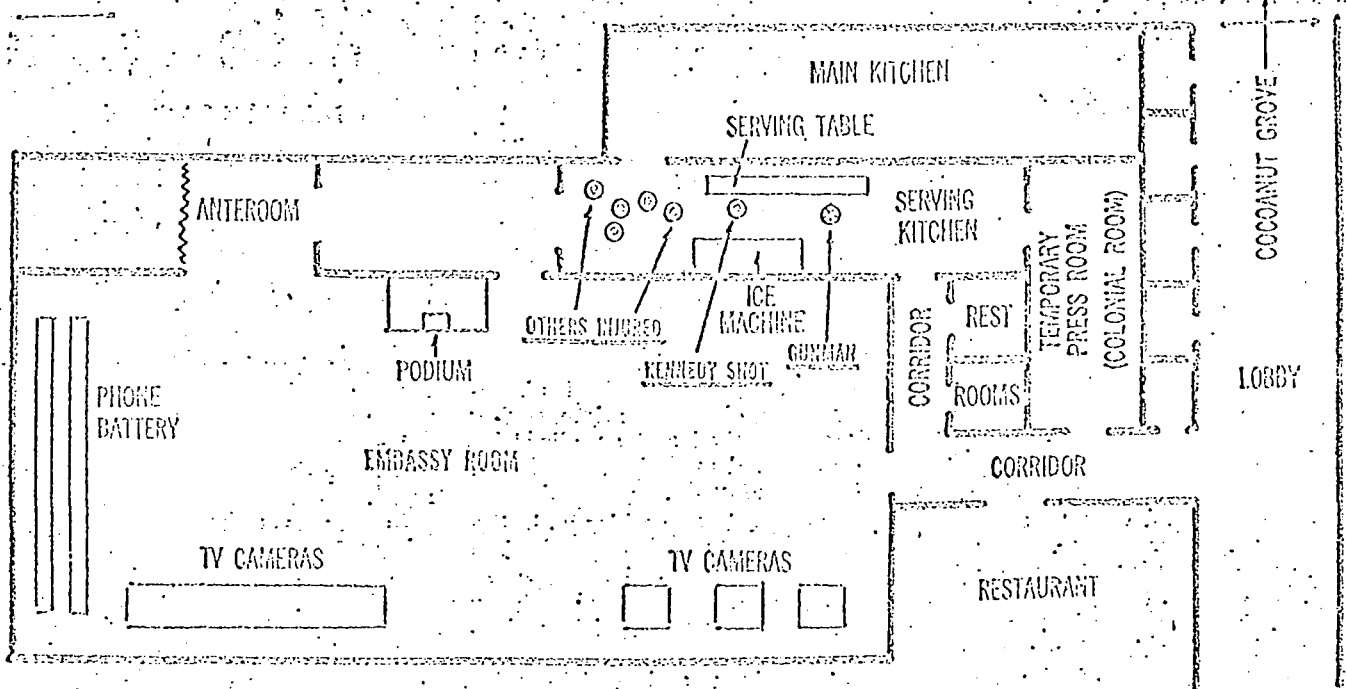 MAIN KITCHEN
SERVING TABLE
COCOANUT GROVE
ANTEROOM
SERVING
KITCHEN
TEMPORARY
PRESS ROOM
(COLONIAL ROOM)
ICE
MACHINE
OTHERS INJURED
KENNEDY SHOT
GUNMAN
PODIUM
CORRIDOR
REST
ROOMS
LOBBY
PHONE
BATTERY
EMBASSY ROOM
CORRIDOR
TV CAMERAS
TV CAMERAS
RESTAURANT